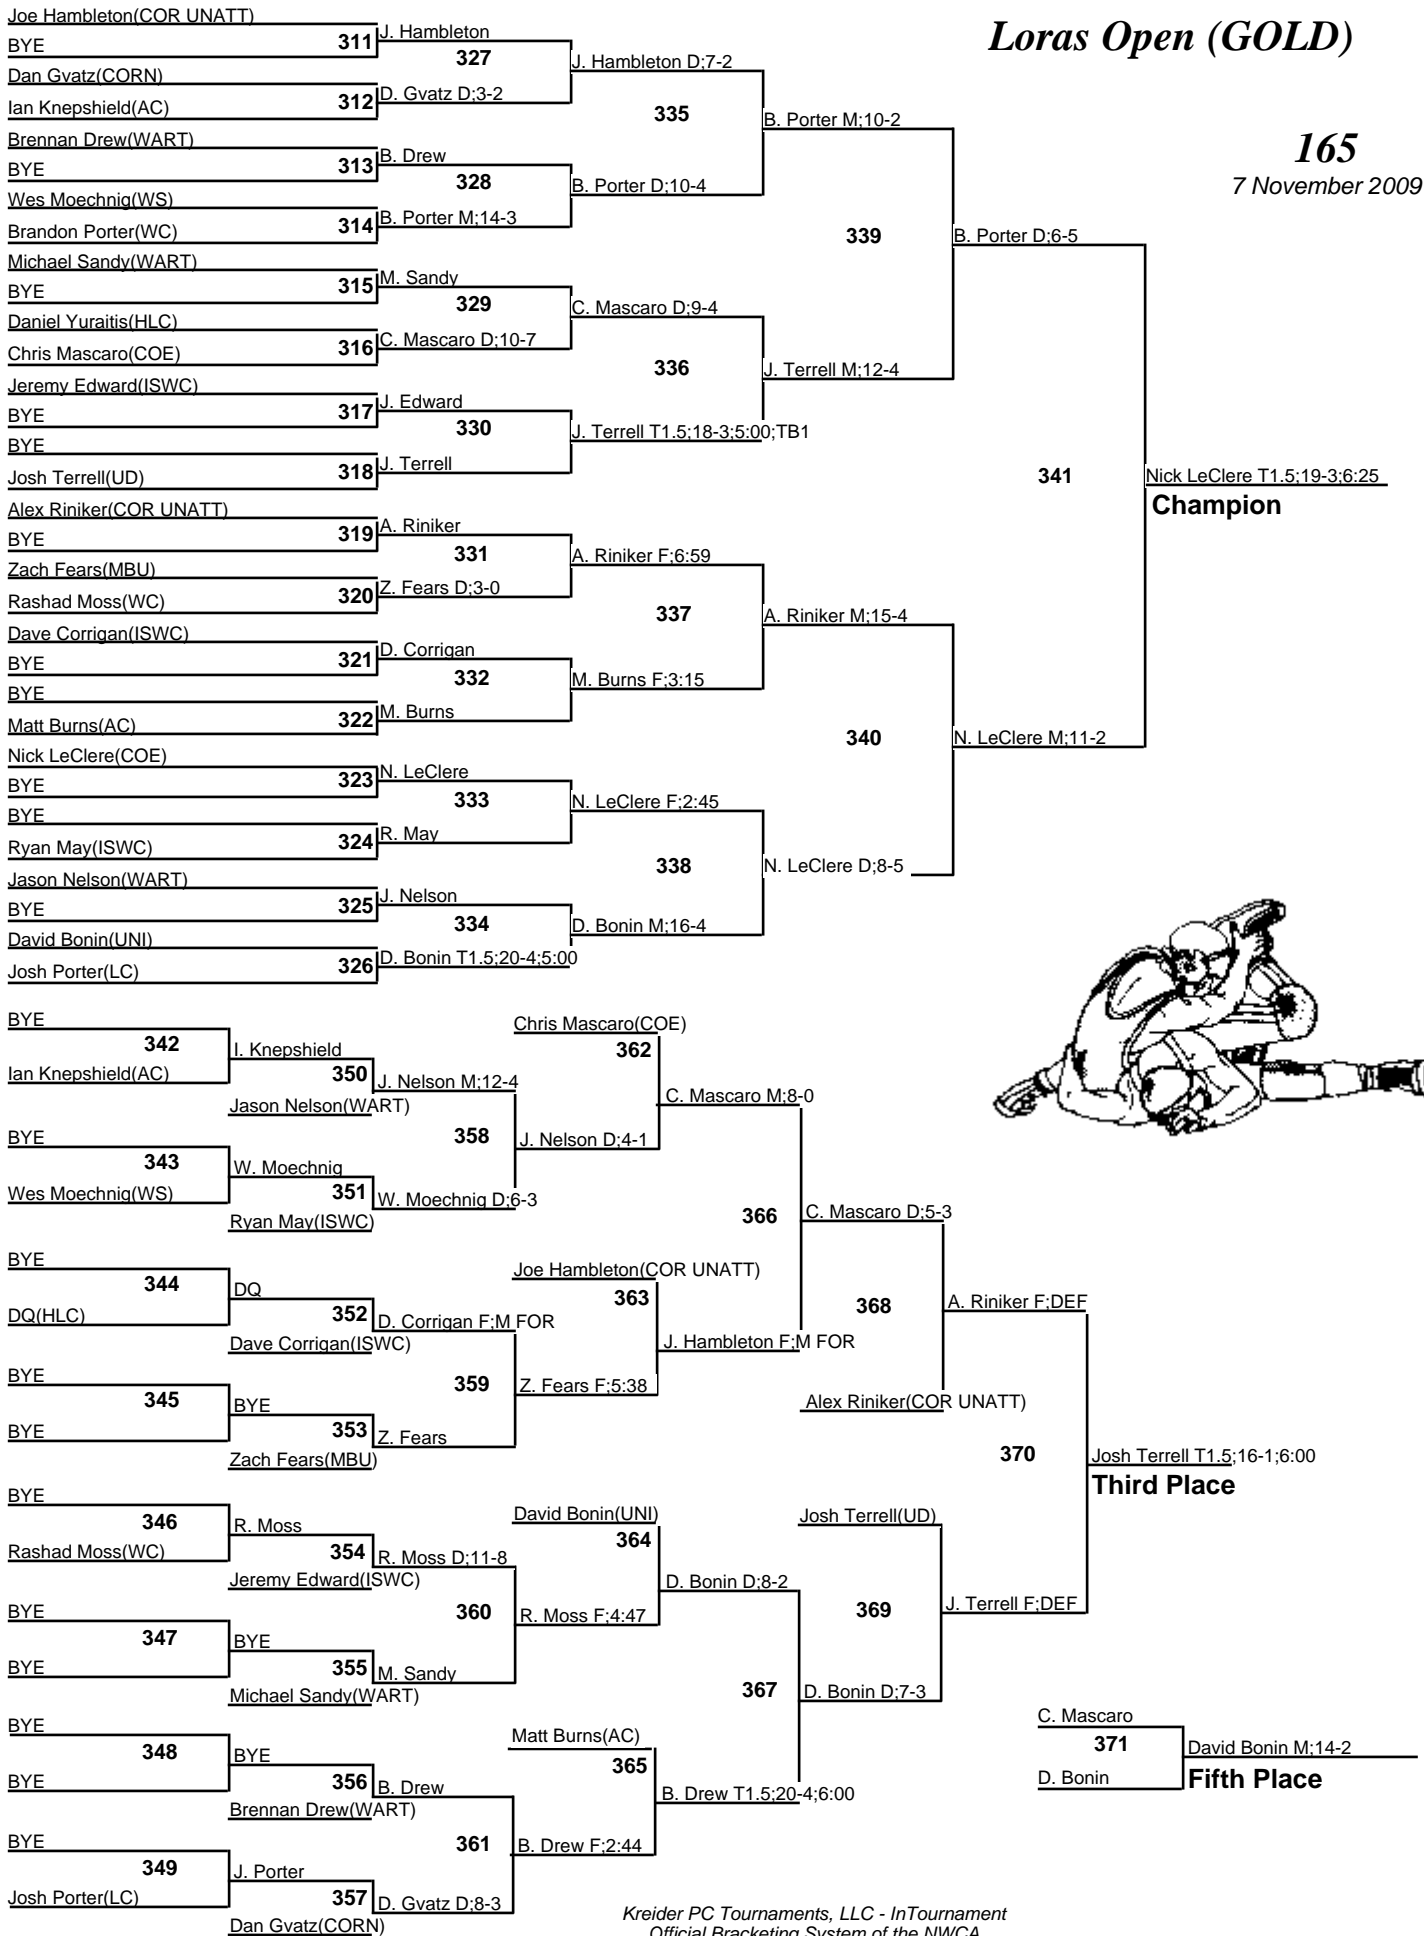 Loras Open (GOLD)
165
7 November 2009
Joe Hambleton(COR UNATT)
BYE
311
J. Hambleton
327
Dan Gvatz(CORN)
Ian Knepshield(AC)
312
D. Gvatz D;3-2
J. Hambleton D;7-2
335
Brennan Drew(WART)
BYE
313
B. Drew
328
Wes Moechnig(WS)
Brandon Porter(WC)
314
B. Porter M;14-3
B. Porter D;10-4
B. Porter M;10-2
339
Michael Sandy(WART)
BYE
315
M. Sandy
329
Daniel Yuraitis(HLC)
Chris Mascaro(COE)
316
C. Mascaro D;10-7
C. Mascaro D;9-4
336
Jeremy Edward(ISWC)
BYE
317
J. Edward
330
BYE
Josh Terrell(UD)
318
J. Terrell
J. Terrell T1.5;18-3;5:00;TB1
J. Terrell M;12-4
B. Porter D;6-5
341
Nick LeClere T1.5;19-3;6:25
Champion
Alex Riniker(COR UNATT)
BYE
319
A. Riniker
331
Zach Fears(MBU)
Rashad Moss(WC)
320
Z. Fears D;3-0
A. Riniker F;6:59
337
Dave Corrigan(ISWC)
BYE
321
D. Corrigan
332
BYE
Matt Burns(AC)
322
M. Burns
M. Burns F;3:15
A. Riniker M;15-4
340
Nick LeClere(COE)
BYE
323
N. LeClere
333
BYE
Ryan May(ISWC)
324
R. May
N. LeClere F;2:45
338
Jason Nelson(WART)
BYE
325
J. Nelson
334
David Bonin(UNI)
Josh Porter(LC)
326
D. Bonin T1.5;20-4;5:00
D. Bonin M;16-4
N. LeClere D;8-5
N. LeClere M;11-2
BYE
342
Ian Knepshield(AC)
I. Knepshield
350
Jason Nelson(WART)
J. Nelson M;12-4
358
BYE
343
Wes Moechnig(WS)
W. Moechnig
351
Ryan May(ISWC)
W. Moechnig D;6-3
J. Nelson D;4-1
Chris Mascaro(COE)
362
C. Mascaro M;8-0
366
BYE
344
DQ(HLC)
DQ
352
Dave Corrigan(ISWC)
D. Corrigan F;M FOR
359
BYE
345
BYE
BYE
353
Zach Fears(MBU)
Z. Fears
Z. Fears F;5:38
Joe Hambleton(COR UNATT)
363
J. Hambleton F;M FOR
C. Mascaro D;5-3
368
Alex Riniker(COR UNATT)
A. Riniker F;DEF
370
Josh Terrell T1.5;16-1;6:00
Third Place
BYE
346
Rashad Moss(WC)
R. Moss
354
Jeremy Edward(ISWC)
R. Moss D;11-8
360
BYE
347
BYE
BYE
355
Michael Sandy(WART)
M. Sandy
R. Moss F;4:47
David Bonin(UNI)
364
D. Bonin D;8-2
367
BYE
348
BYE
BYE
356
Brennan Drew(WART)
B. Drew
361
BYE
349
Josh Porter(LC)
J. Porter
357
Dan Gvatz(CORN)
D. Gvatz D;8-3
B. Drew F;2:44
Matt Burns(AC)
365
B. Drew T1.5;20-4;6:00
D. Bonin D;7-3
Josh Terrell(UD)
369
J. Terrell F;DEF
C. Mascaro
371
D. Bonin
David Bonin M;14-2
Fifth Place
Kreider PC Tournaments, LLC - InTournament
Official Bracketing System of the NWCA